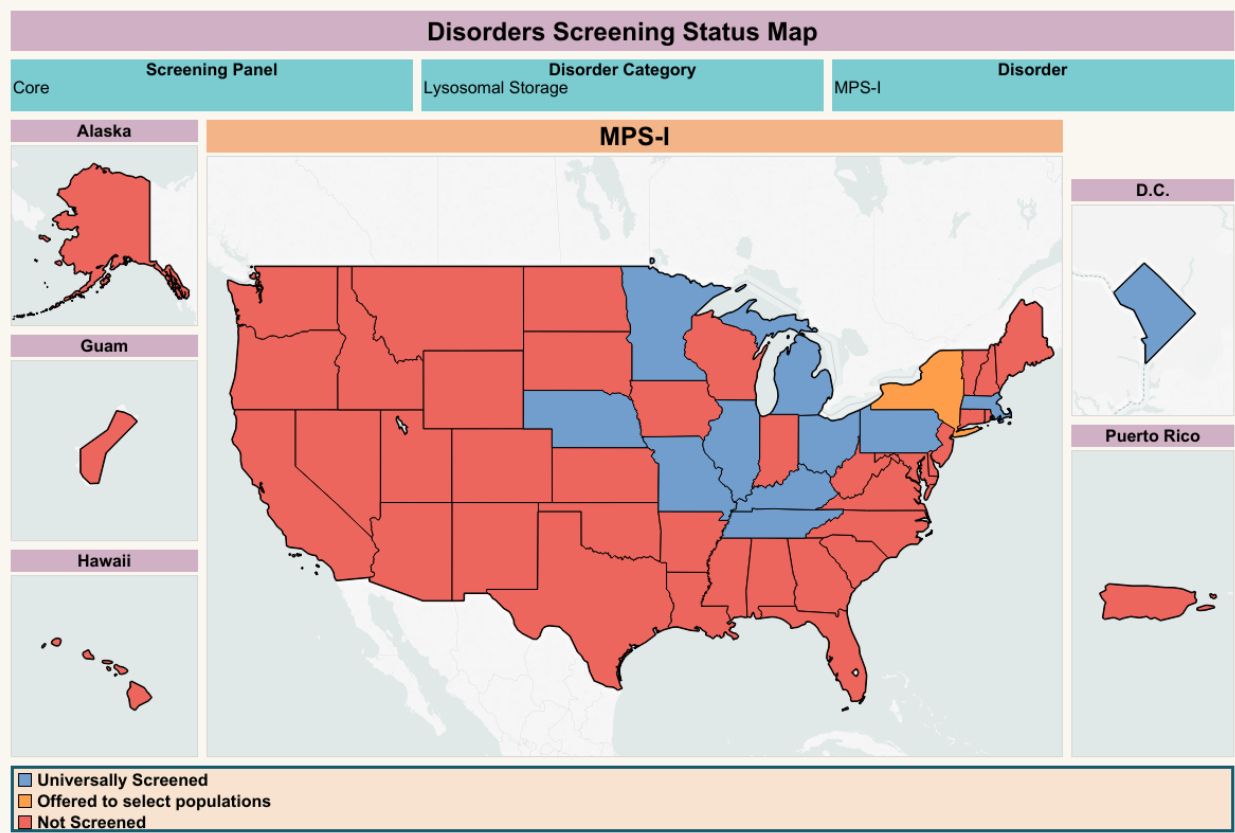 Disorders Screening Status Map
Screening Panel
Core
Disorder Category
Lysosomal Storage
Disorder
MPS-I
Alaska
MPS-I
D.C.
Guam
Puerto Rico
Hawaii
Universally Screened
Offered to select populations
Not Screened